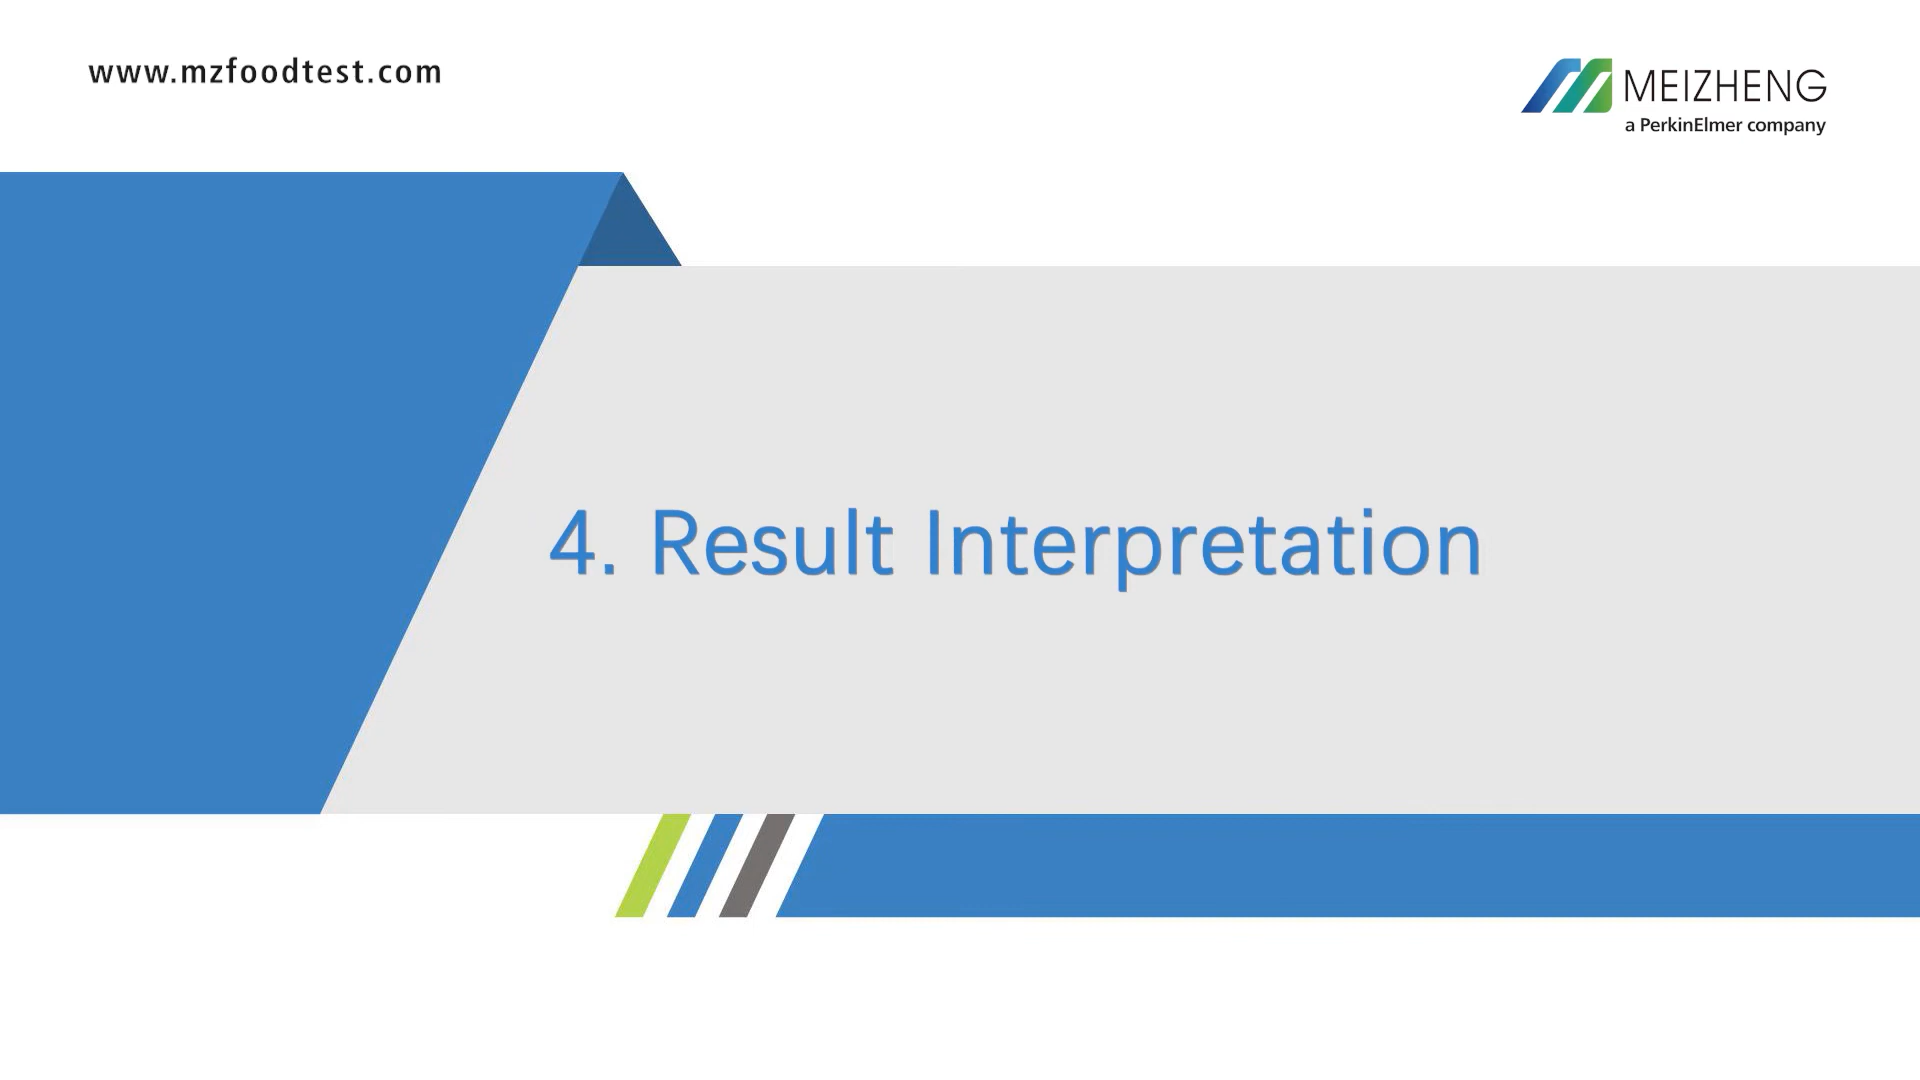 www.mzfoodtest.com
MEIZHENG
a PerkinElmer company
4. Result Interpretation